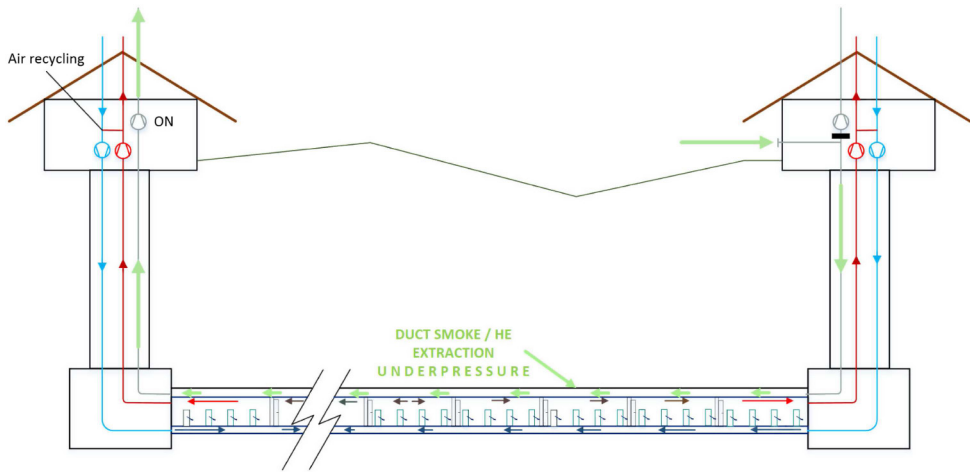 Air recycling
ON
DUCT SMOKE / HE
EXTRACTION
UNDERPRESSURE